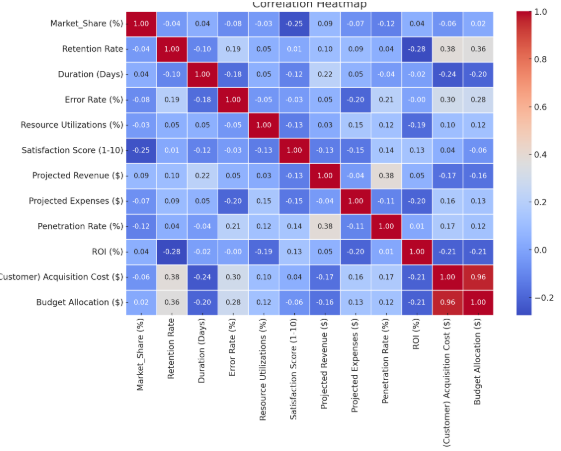 Correlation Heatmap
Market_Share (%) 1.00 -0.04 0.04 -0.08 -0.03 -0.25 0.09 -0.07 -0.12 0.04 -0.06 0.02
Retention Rate -0.04 1.00 -0.10 0.19 0.05 0.01 0.10 0.09 0.04 -0.28 0.38 0.36
Duration (Days) 0.04 -0.10 1.00 -0.18 0.05 -0.12 0.22 0.05 -0.04 -0.02 -0.24 -0.20
Error Rate (%) -0.08 0.19 -0.18 1.00 -0.05 -0.03 0.05 -0.20 0.21 -0.00 0.30 0.28
Resource Utilizations (%) -0.03 0.05 0.05 -0.05 1.00 -0.13 0.03 0.15 0.12 -0.19 0.10 0.12
Satisfaction Score (1-10) -0.25 0.01 -0.12 -0.03 -0.13 1.00 -0.13 -0.15 0.14 0.13 0.04 -0.06
Projected Revenue ($) 0.09 0.10 0.22 0.05 0.03 -0.13 1.00 -0.04 0.38 0.05 -0.17 -0.16
Projected Expenses ($) -0.07 0.09 0.05 -0.20 0.15 -0.15 -0.04 1.00 -0.11 -0.20 0.16 0.13
Penetration Rate (%) -0.12 0.04 -0.04 0.21 0.12 0.14 0.38 -0.11 1.00 0.01 0.17 0.12
ROI (%) 0.04 -0.28 -0.02 -0.00 -0.19 0.13 0.05 -0.20 0.01 1.00 -0.21 -0.21
Customer) Acquisition Cost ($) -0.06 0.38 -0.24 0.30 0.10 0.04 -0.17 0.16 0.17 -0.21 1.00 0.96
Budget Allocation ($) 0.02 0.36 -0.20 0.28 0.12 -0.06 -0.16 0.13 0.12 -0.21 0.96 1.00
Market_Share (%)
Retention Rate
Duration (Days)
Error Rate (%)
Resource Utilizations (%)
Satisfaction Score (1-10)
Projected Revenue ($)
Projected Expenses ($)
Penetration Rate (%)
ROI (%)
(Customer) Acquisition Cost ($)
Budget Allocation ($)
1.0
0.8
0.6
0.4
0.2
0.0
−0.2